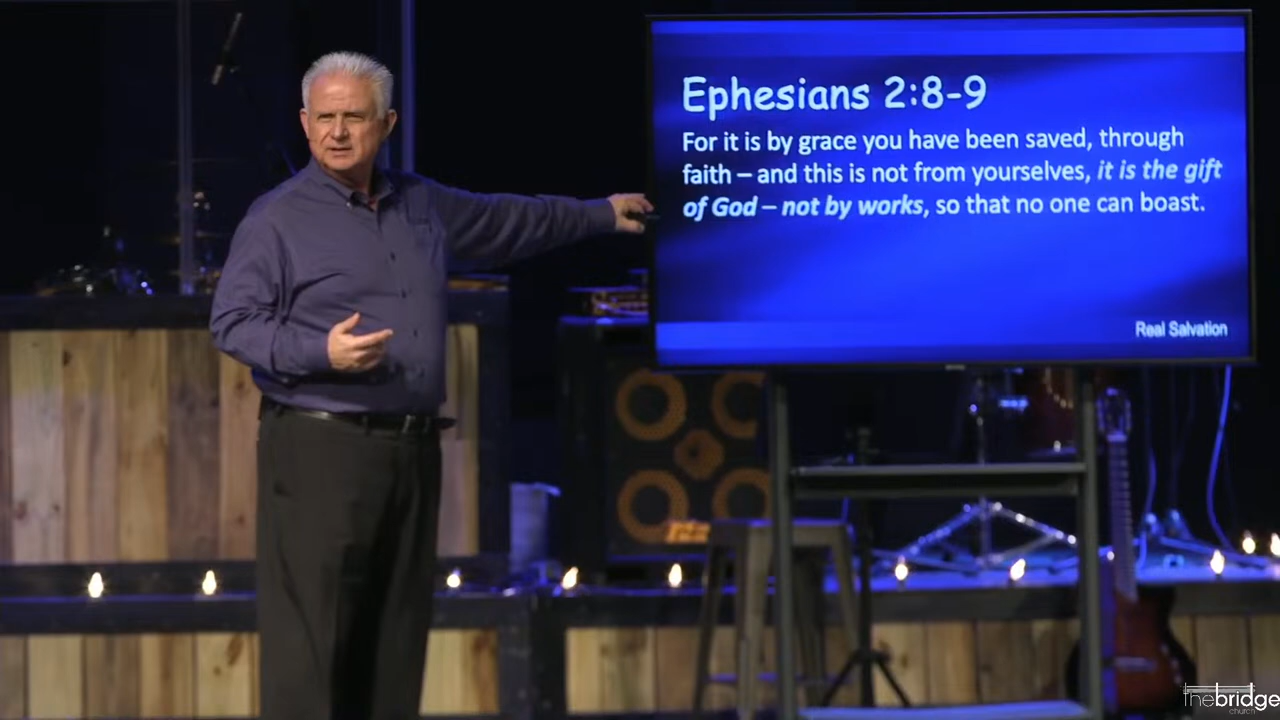 Ephesians 2:8-9
For it is by grace you have been saved, through
faith – and this is not from yourselves, it is the gift
of God – not by works, so that no one can boast.
Real Salvation
thebridge
church